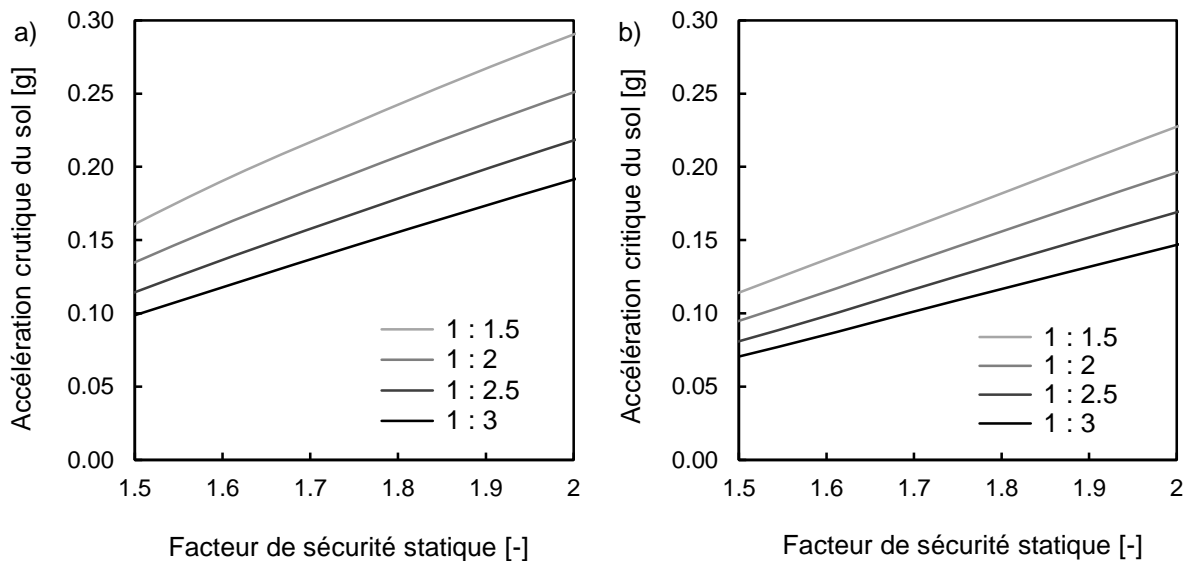 a)
Accélération crutique du sol [g]
0.30
0.25
0.20
0.15
0.10
0.05
0.00
1 : 1.5
1 : 2
1 : 2.5
1 : 3
1.5 1.6 1.7 1.8 1.9 2
Facteur de sécurité statique [-]
b)
Accélération critique du sol [g]
0.30
0.25
0.20
0.15
0.10
0.05
0.00
1 : 1.5
1 : 2
1 : 2.5
1 : 3
1.5 1.6 1.7 1.8 1.9 2
Facteur de sécurité statique [-]